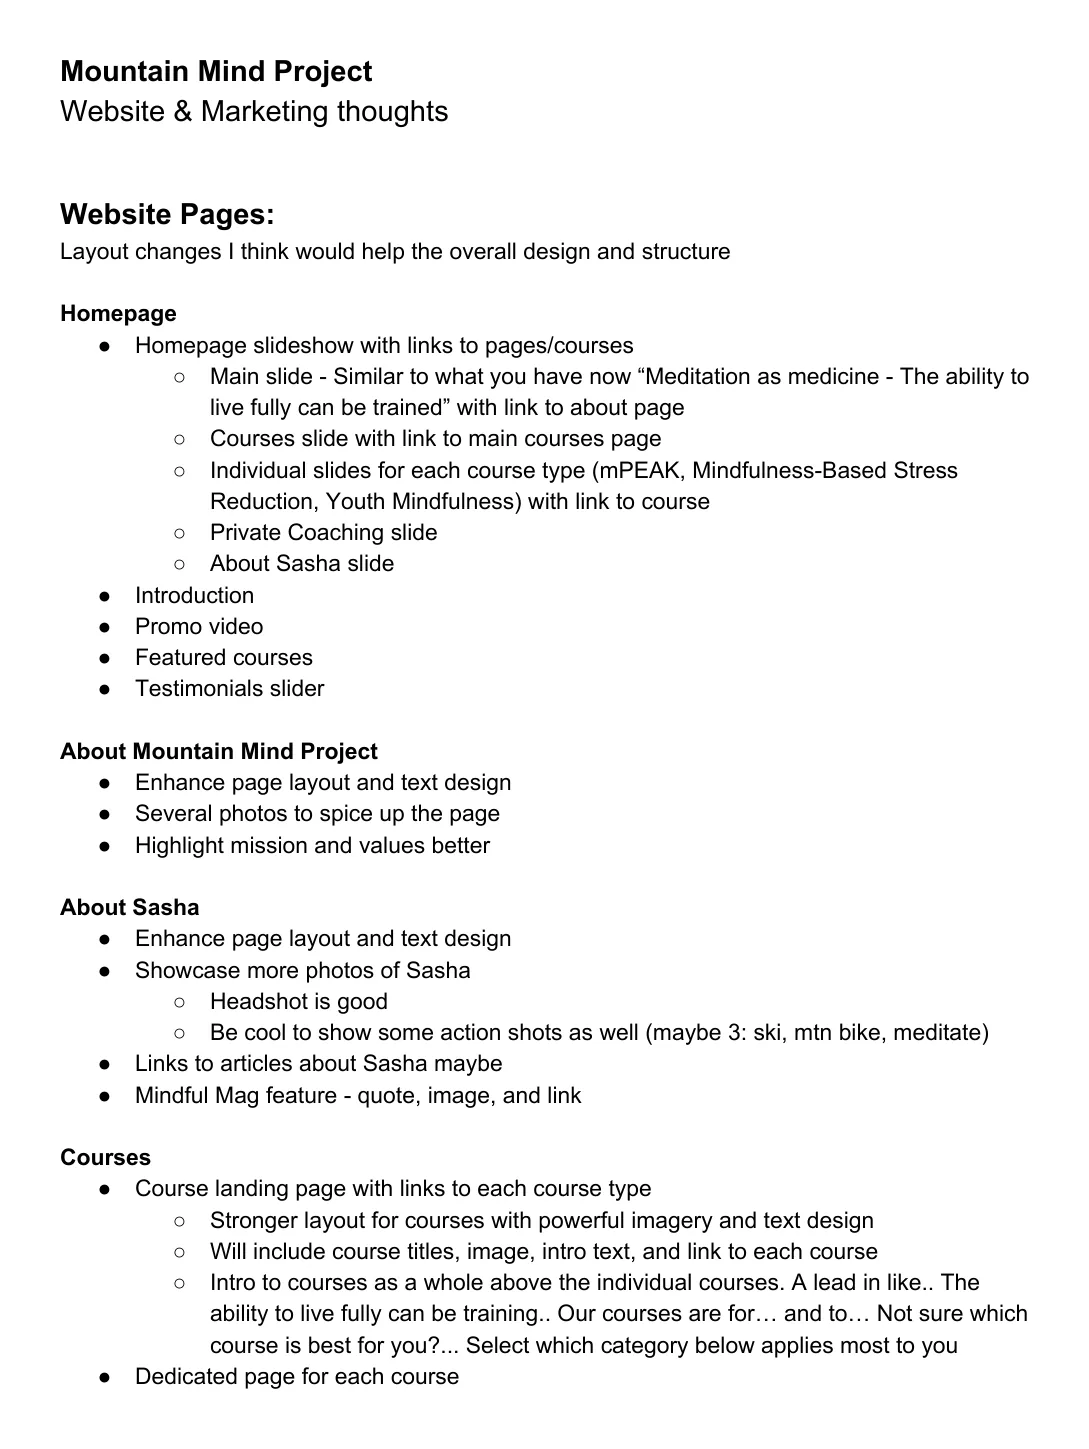 Mountain Mind Project
Website & Marketing thoughts
Website Pages:
Layout changes I think would help the overall design and structure
Homepage
● Homepage slideshow with links to pages/courses
○ Main slide - Similar to what you have now “Meditation as medicine - The ability to
live fully can be trained” with link to about page
○ Courses slide with link to main courses page
○ Individual slides for each course type (mPEAK, Mindfulness-Based Stress
Reduction, Youth Mindfulness) with link to course
○ Private Coaching slide
○ About Sasha slide
● Introduction
● Promo video
● Featured courses
● Testimonials slider
About Mountain Mind Project
● Enhance page layout and text design
● Several photos to spice up the page
● Highlight mission and values better
About Sasha
● Enhance page layout and text design
● Showcase more photos of Sasha
○ Headshot is good
○ Be cool to show some action shots as well (maybe 3: ski, mtn bike, meditate)
● Links to articles about Sasha maybe
● Mindful Mag feature - quote, image, and link
Courses
● Course landing page with links to each course type
○ Stronger layout for courses with powerful imagery and text design
○ Will include course titles, image, intro text, and link to each course
○ Intro to courses as a whole above the individual courses. A lead in like.. The
ability to live fully can be training.. Our courses are for… and to… Not sure which
course is best for you?... Select which category below applies most to you
● Dedicated page for each course